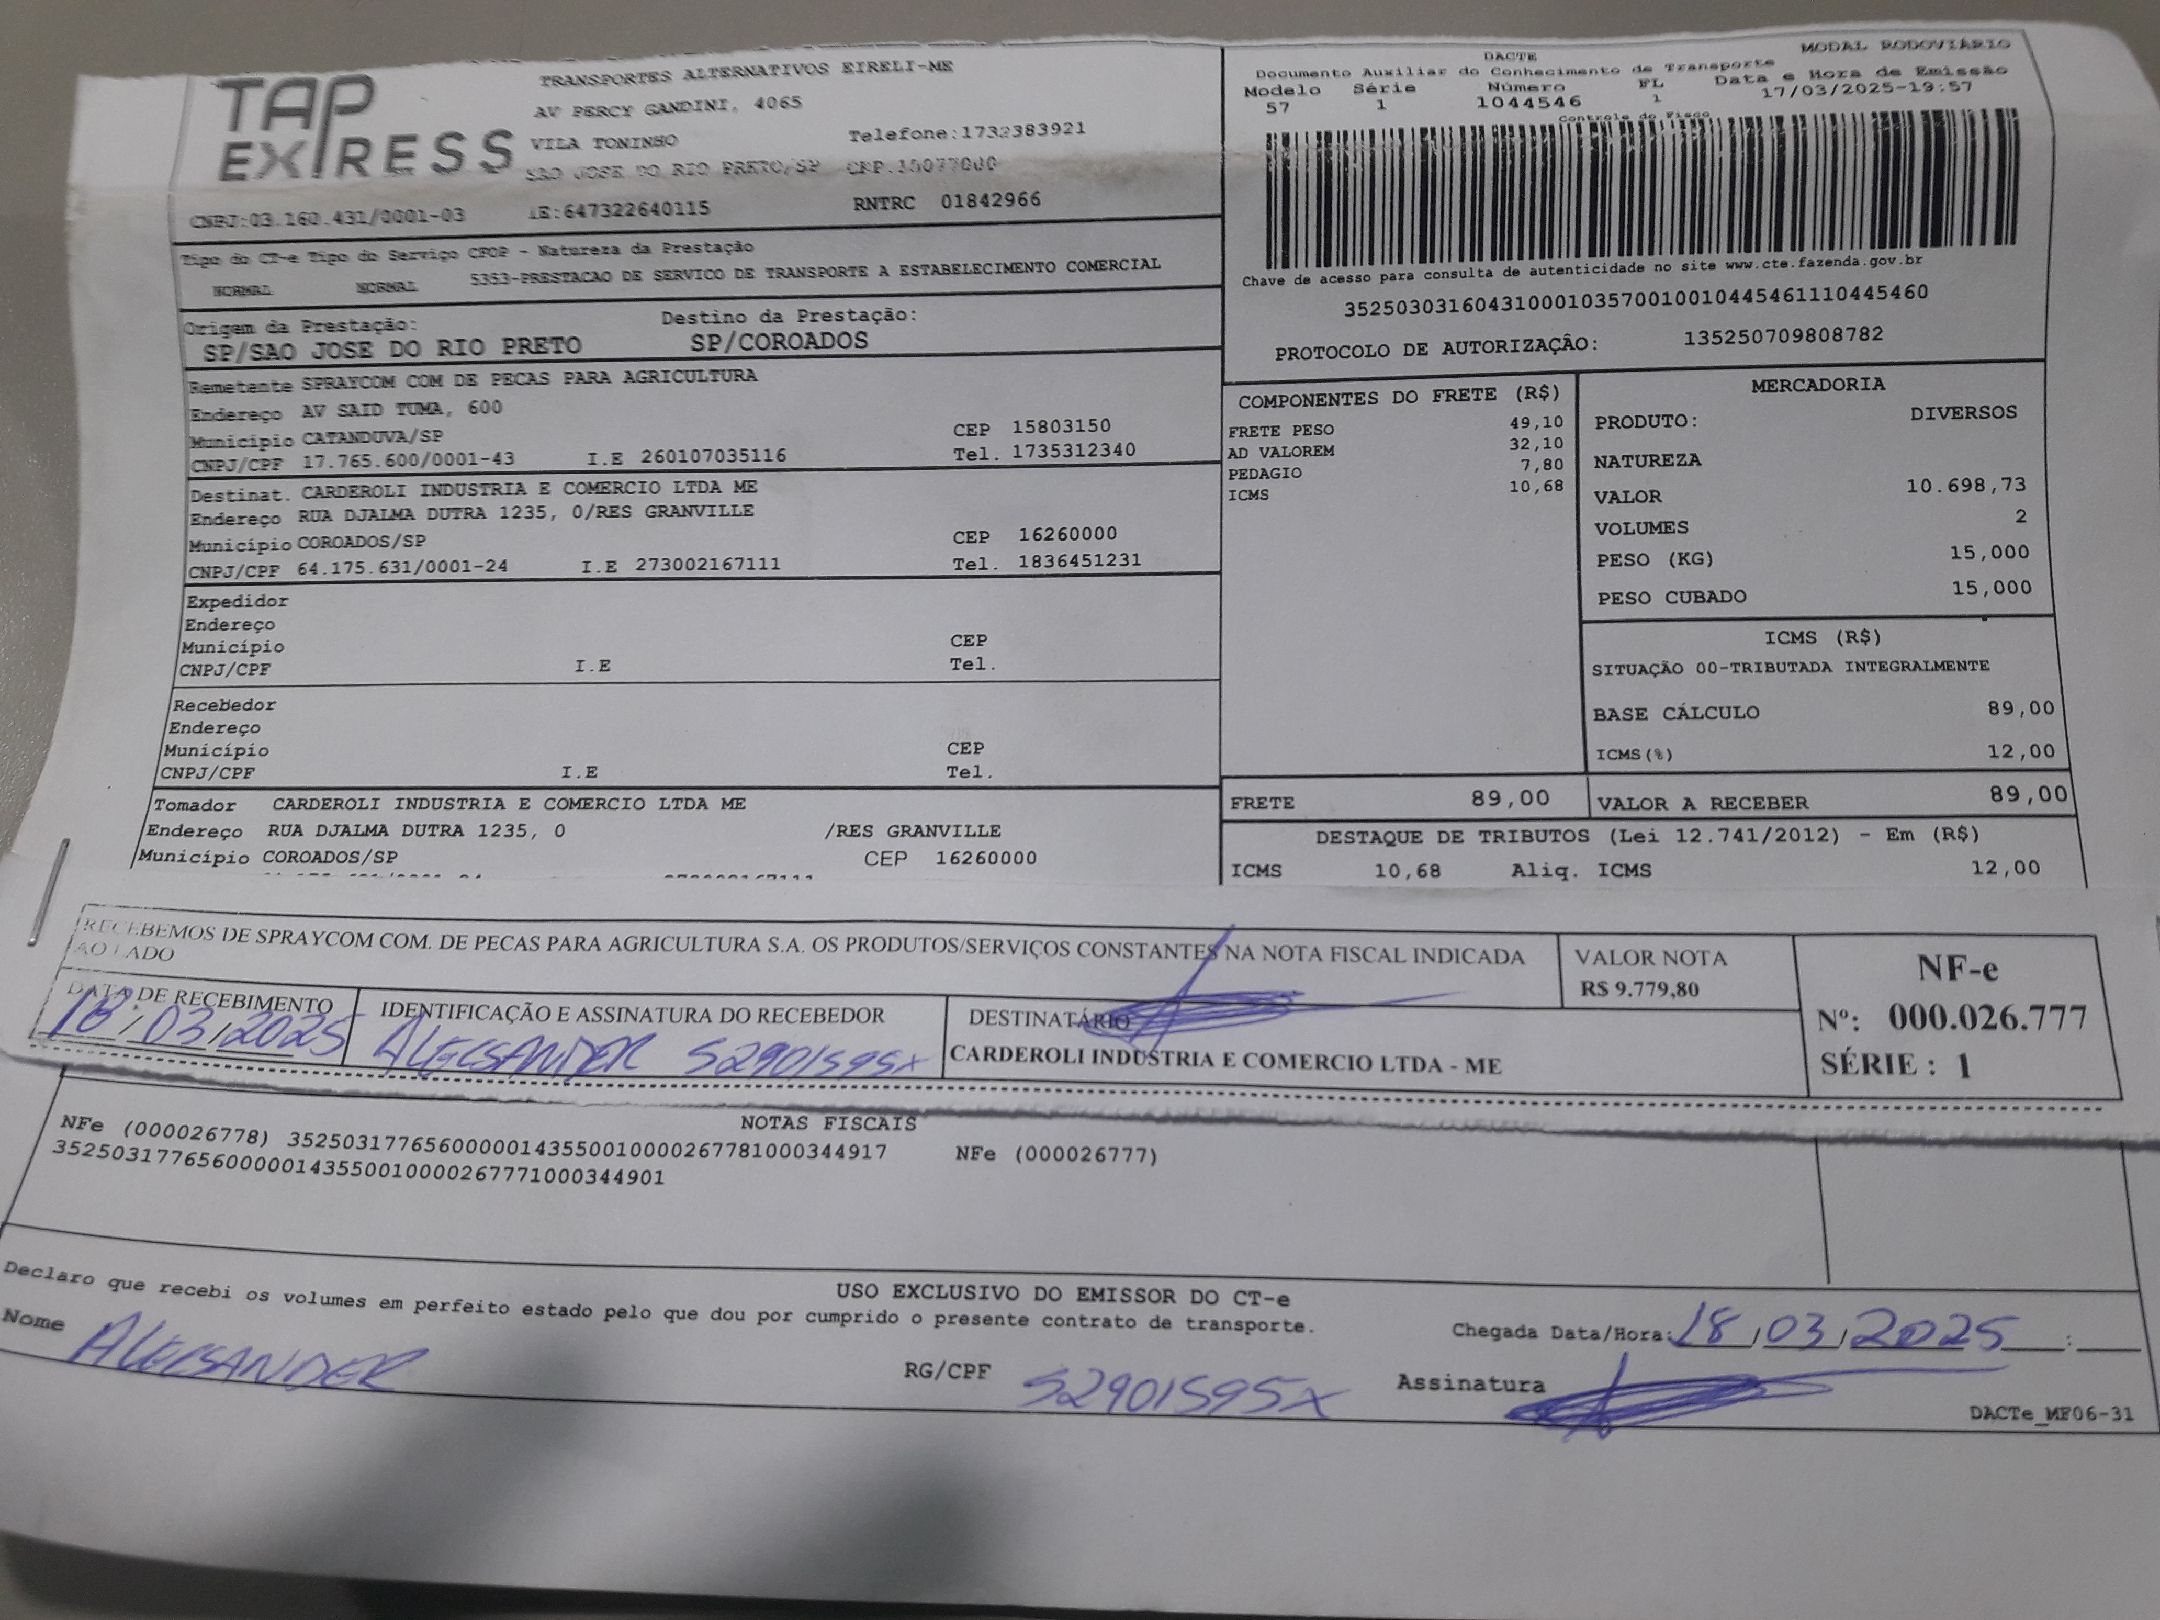 TAP EXPRESS
TRANSPORTES ALTERNATIVOS EIRELI-ME
AV PERCY GANDINI, 4065
VILA TONINHO Telefone:1732383921
SAO JOSE DO RIO PRETO/SP CEP.15077000
CNPJ:03.160.431/0001-03 IE:647322640115 RNTRC 01842966
Tipo do CT-e Tipo do Serviço CFOP - Natureza da Prestação
NORMAL NORMAL 5353-PRESTACAO DE SERVICO DE TRANSPORTE A ESTABELECIMENTO COMERCIAL
Origem da Prestação: Destino da Prestação:
SP/SAO JOSE DO RIO PRETO SP/COROADOS
Remetente SPRAYCOM COM DE PECAS PARA AGRICULTURA
Endereço AV SAID TUMA, 600
Município CATANDUVA/SP CEP 15803150
CNPJ/CPF 17.765.600/0001-43 I.E 260107035116 Tel. 1735312340
Destinat. CARDEROLI INDUSTRIA E COMERCIO LTDA ME
Endereço RUA DJALMA DUTRA 1235, 0/RES GRANVILLE
Município COROADOS/SP CEP 16260000
CNPJ/CPF 64.175.631/0001-24 I.E 273002167111 Tel. 1836451231
Expedidor
Endereço
Município CEP
CNPJ/CPF I.E Tel.
Recebedor
Endereço
Município CEP
CNPJ/CPF I.E Tel.
Tomador CARDEROLI INDUSTRIA E COMERCIO LTDA ME
Endereço RUA DJALMA DUTRA 1235, 0 /RES GRANVILLE
Município COROADOS/SP CEP 16260000
DACTE MODAL RODOVIÁRIO
Documento Auxiliar do Conhecimento de Transporte
Modelo Série Número FL Data e Hora de Emissão
57 1 1044546 1 17/03/2025-19:57
Controle do Fisco
Chave de acesso para consulta de autenticidade no site www.cte.fazenda.gov.br
35250303160431000103570010010445461110445460
PROTOCOLO DE AUTORIZAÇÂO: 135250709808782
COMPONENTES DO FRETE (R$)
FRETE PESO 49,10
AD VALOREM 32,10
PEDAGIO 7,80
ICMS 10,68
MERCADORIA
PRODUTO: DIVERSOS
NATUREZA
VALOR 10.698,73
VOLUMES 2
PESO (KG) 15,000
PESO CUBADO 15,000
ICMS (R$)
SITUAÇÃO 00-TRIBUTADA INTEGRALMENTE
BASE CÁLCULO 89,00
ICMS(%) 12,00
FRETE 89,00 VALOR A RECEBER 89,00
DESTAQUE DE TRIBUTOS (Lei 12.741/2012) - Em (R$)
ICMS 10,68 Aliq. ICMS 12,00
RECEBEMOS DE SPRAYCOM COM. DE PECAS PARA AGRICULTURA S.A. OS PRODUTOS/SERVIÇOS CONSTANTES NA NOTA FISCAL INDICADA
AO LADO
VALOR NOTA
R$ 9.779,80
NF-e
Nº: 000.026.777
SÉRIE : 1
DATA DE RECEBIMENTO
18/03/2025
IDENTIFICAÇÃO E ASSINATURA DO RECEBEDOR
ALECSANDER 52901595X
DESTINATÁRIO
CARDEROLI INDUSTRIA E COMERCIO LTDA - ME
NOTAS FISCAIS
NFe (000026778) 35250317765600000143550010000267781000344917 NFe (000026777)
35250317765600000143550010000267771000344901
USO EXCLUSIVO DO EMISSOR DO CT-e
Declaro que recebi os volumes em perfeito estado pelo que dou por cumprido o presente contrato de transporte.
Chegada Data/Hora: 18/03/2025 :
Nome ALECSANDER RG/CPF 52901595X Assinatura
DACTe_MF06-31